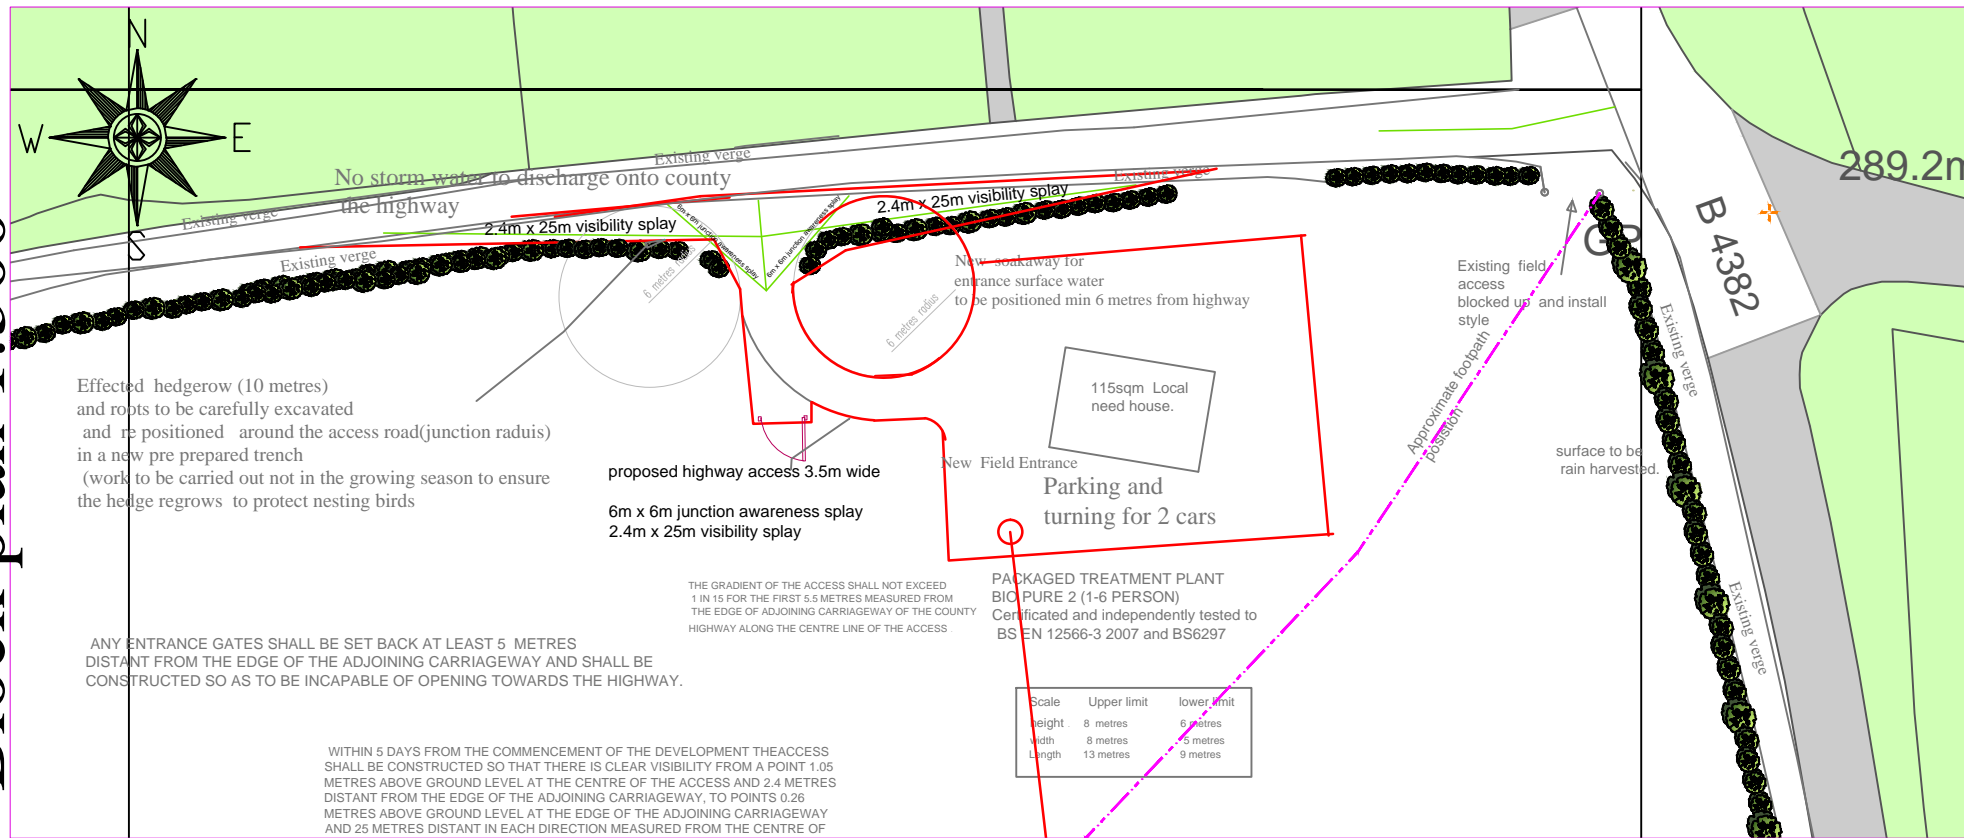 N
W
E
S
No storm water to discharge onto county
the highway
Existing verge
Existing verge
Existing verge
Existing verge
2.4m x 25m visibility splay
2.4m x 25m visibility splay
6m x 6m junction awareness splay
6m x 6m junction awareness splay
6 metres radius
6 metres radius
New soakaway for
entrance surface water
to be positioned min 6 metres from highway
Existing field
access
blocked up and install
style
B 4382
289.2m
Existing verge
Existing verge
Approximate footpath
posistion
surface to be
rain harvested.
115sqm Local
need house.
Effected hedgerow (10 metres)
and roots to be carefully excavated
and re positioned around the access road(junction raduis)
in a new pre prepared trench
(work to be carried out not in the growing season to ensure
the hedge regrows to protect nesting birds
proposed highway access 3.5m wide
6m x 6m junction awareness splay
2.4m x 25m visibility splay
New Field Entrance
Parking and
turning for 2 cars
THE GRADIENT OF THE ACCESS SHALL NOT EXCEED
1 IN 15 FOR THE FIRST 5.5 METRES MEASURED FROM
THE EDGE OF ADJOINING CARRIAGEWAY OF THE COUNTY
HIGHWAY ALONG THE CENTRE LINE OF THE ACCESS
PACKAGED TREATMENT PLANT
BIO PURE 2 (1-6 PERSON)
Certificated and independently tested to
BS EN 12566-3 2007 and BS6297
ANY ENTRANCE GATES SHALL BE SET BACK AT LEAST 5 METRES
DISTANT FROM THE EDGE OF THE ADJOINING CARRIAGEWAY AND SHALL BE
CONSTRUCTED SO AS TO BE INCAPABLE OF OPENING TOWARDS THE HIGHWAY.
Scale Upper limit lower limit
height 8 metres 6 metres
width 8 metres 5 metres
Length 13 metres 9 metres
WITHIN 5 DAYS FROM THE COMMENCEMENT OF THE DEVELOPMENT THEACCESS
SHALL BE CONSTRUCTED SO THAT THERE IS CLEAR VISIBILITY FROM A POINT 1.05
METRES ABOVE GROUND LEVEL AT THE CENTRE OF THE ACCESS AND 2.4 METRES
DISTANT FROM THE EDGE OF THE ADJOINING CARRIAGEWAY, TO POINTS 0.26
METRES ABOVE GROUND LEVEL AT THE EDGE OF THE ADJOINING CARRIAGEWAY
AND 25 METRES DISTANT IN EACH DIRECTION MEASURED FROM THE CENTRE OF